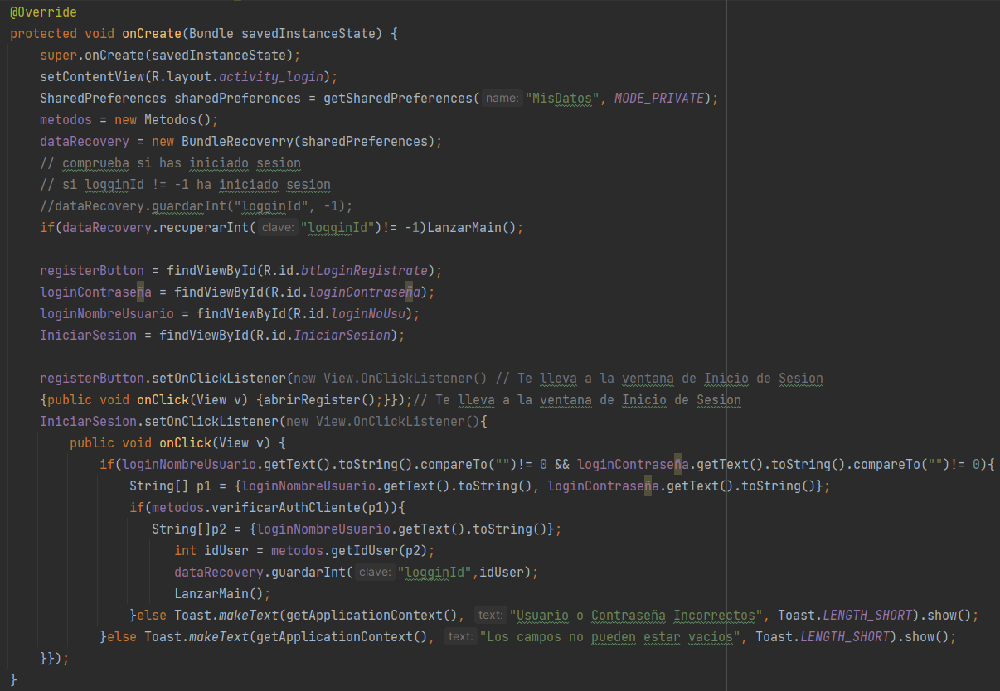 @Override
protected void onCreate(Bundle savedInstanceState) {
super.onCreate(savedInstanceState);
setContentView(R.layout.activity_login);
SharedPreferences sharedPreferences = getSharedPreferences( name: "MisDatos", MODE_PRIVATE);
metodos = new Metodos();
dataRecovery = new BundleRecoverry(sharedPreferences);
// comprueba si has iniciado sesion
// si logginId != -1 ha iniciado sesion
//dataRecovery.guardarInt("logginId", -1);
if(dataRecovery.recuperarInt( clave: "logginId")!= -1)LanzarMain();
registerButton = findViewById(R.id.btLoginRegistrate);
loginContraseña = findViewById(R.id.loginContraseña);
loginNombreUsuario = findViewById(R.id.loginNoUsu);
IniciarSesion = findViewById(R.id.IniciarSesion);
registerButton.setOnClickListener(new View.OnClickListener() // Te lleva a la ventana de Inicio de Sesion
{public void onClick(View v) {abrirRegister();}});// Te lleva a la ventana de Inicio de Sesion
IniciarSesion.setOnClickListener(new View.OnClickListener(){
public void onClick(View v) {
if(loginNombreUsuario.getText().toString().compareTo("")!= 0 && loginContraseña.getText().toString().compareTo("")!= 0){
String[] p1 = {loginNombreUsuario.getText().toString(), loginContraseña.getText().toString()};
if(metodos.verificarAuthCliente(p1)){
String[]p2 = {loginNombreUsuario.getText().toString()};
int idUser = metodos.getIdUser(p2);
dataRecovery.guardarInt( clave: "logginId",idUser);
LanzarMain();
}else Toast.makeText(getApplicationContext(), text: "Usuario o Contraseña Incorrectos", Toast.LENGTH_SHORT).show();
}else Toast.makeText(getApplicationContext(), text: "Los campos no pueden estar vacíos", Toast.LENGTH_SHORT).show();
}});
}